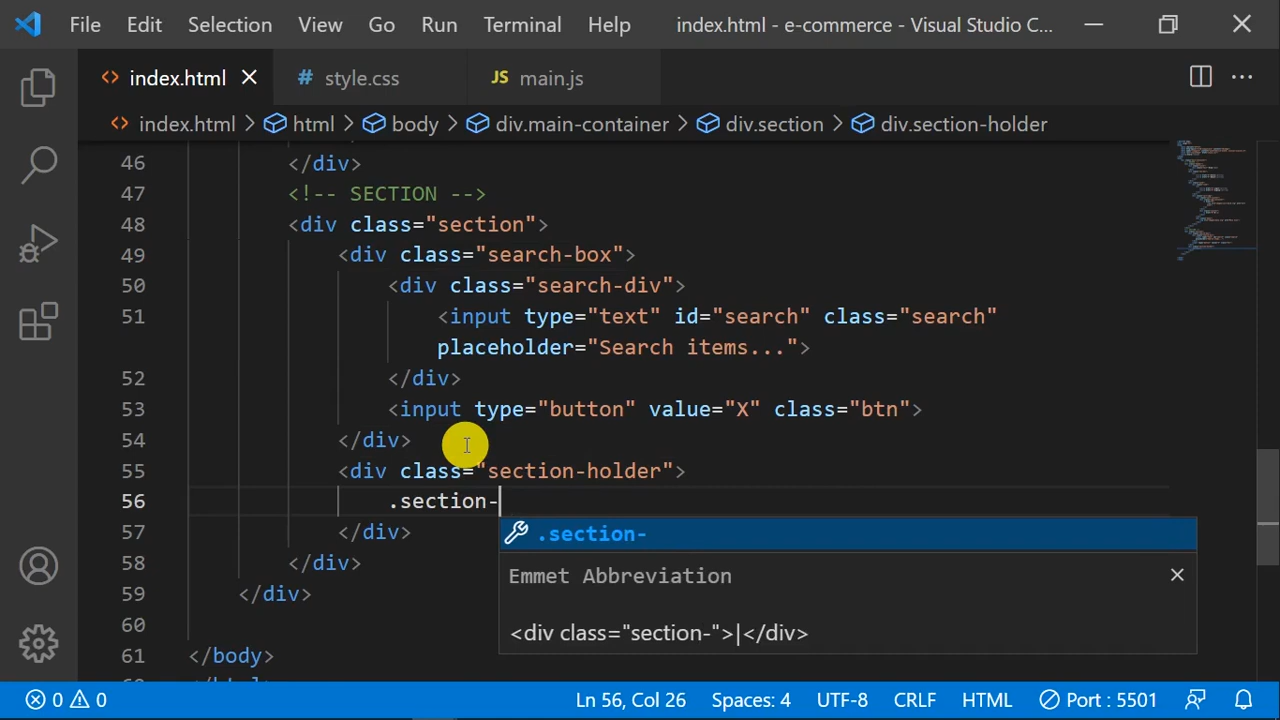 File Edit Selection View Go Run Terminal Help index.html - e-commerce - Visual Studio C...
<> index.html # style.css JS main.js ...
<> index.html > html > body > div.main-container > div.section > div.section-holder
46 </div>
47 <!-- SECTION -->
48 <div class="section">
49 <div class="search-box">
50 <div class="search-div">
51 <input type="text" id="search" class="search"
placeholder="Search items...">
52 </div>
53 <input type="button" value="X" class="btn">
54 </div>
55 <div class="section-holder">
56 .section-
.section-
57 </div>
58 </div>
Emmet Abbreviation
59 </div>
60
<div class="section-">|</div>
61 </body>
0 0 Ln 56, Col 26 Spaces: 4 UTF-8 CRLF HTML Port : 5501